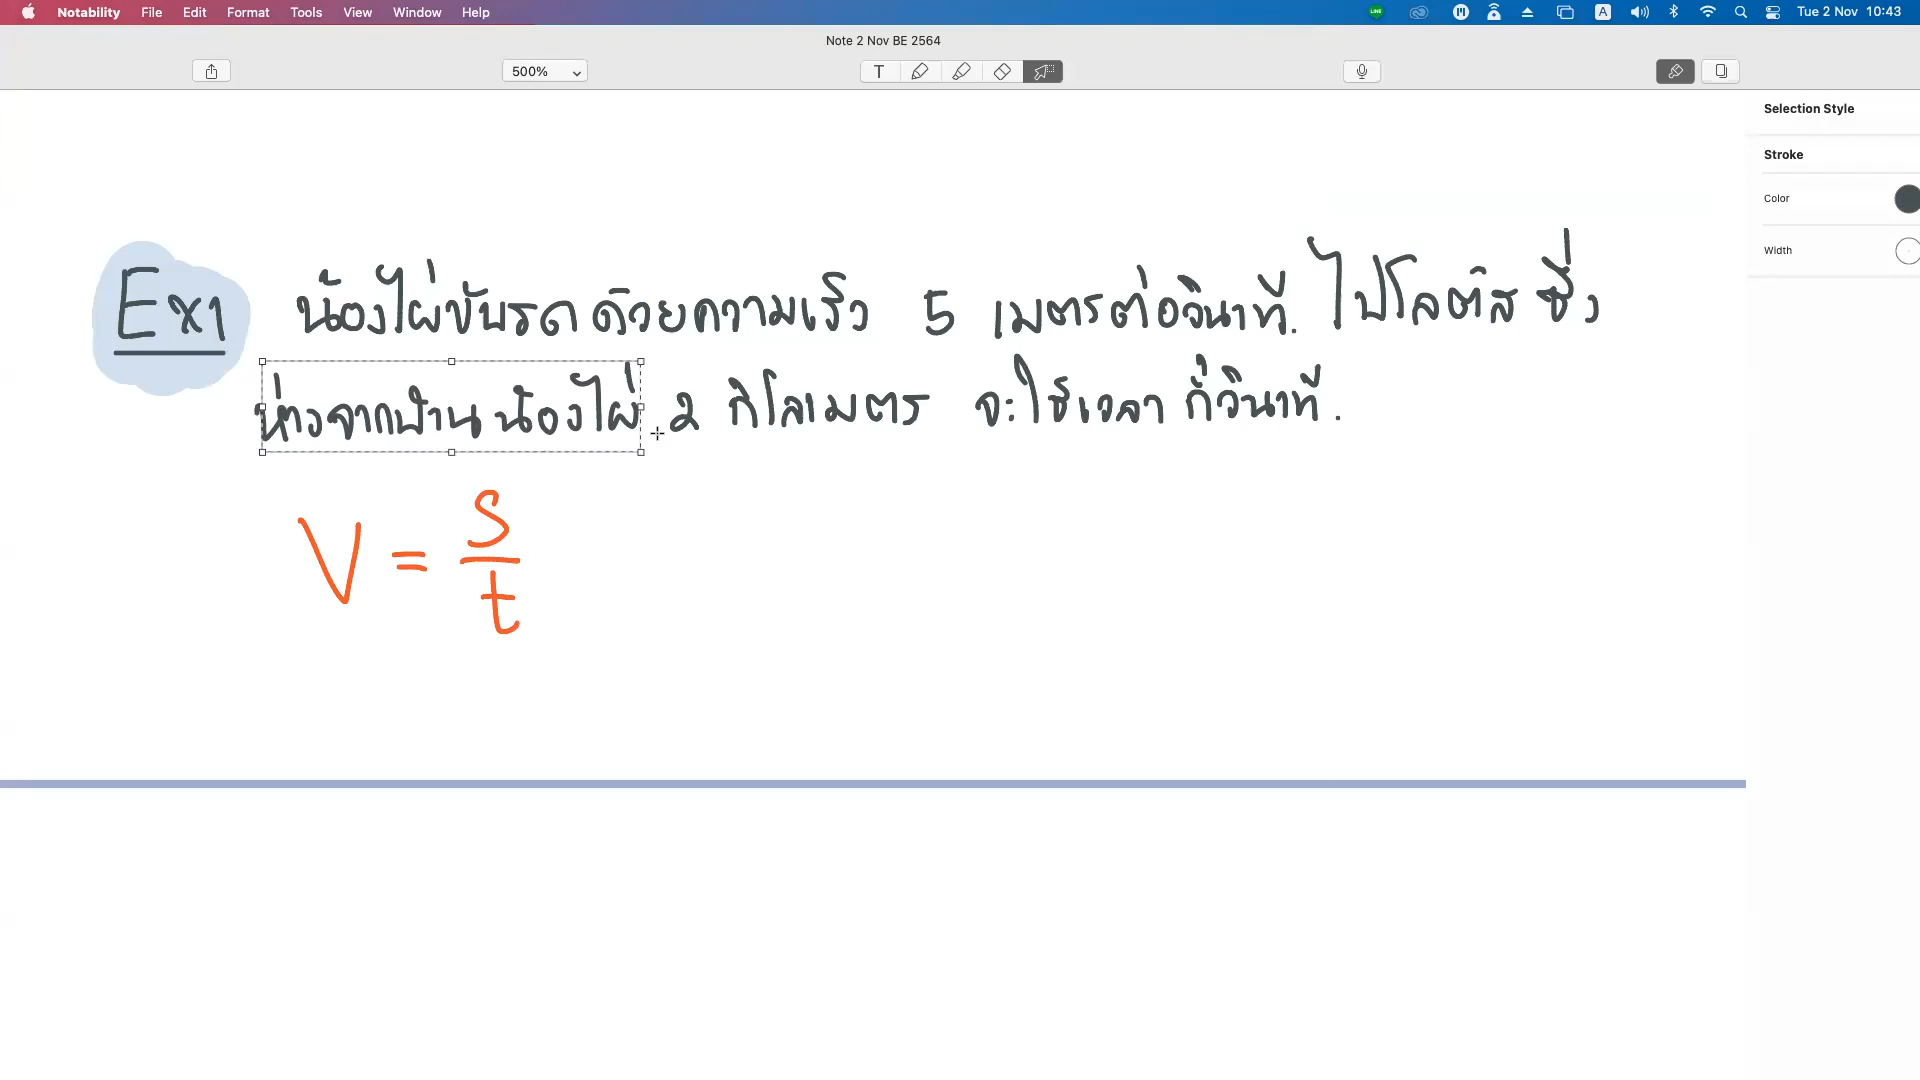 Notability File Edit Format Tools View Window Help LINE A Tue 2 Nov 10:43
Note 2 Nov BE 2564
500% T
Selection Style
Stroke
Color
Width
Ex1 น้องไผ่ขับรถด้วยความเร็ว 5 เมตรต่อวินาที. ไปโลตัส ซึ่ง
ห่างจากบ้านน้องไผ่ 2 กิโลเมตร จะใช้เวลา กี่วินาที.
V = S
t